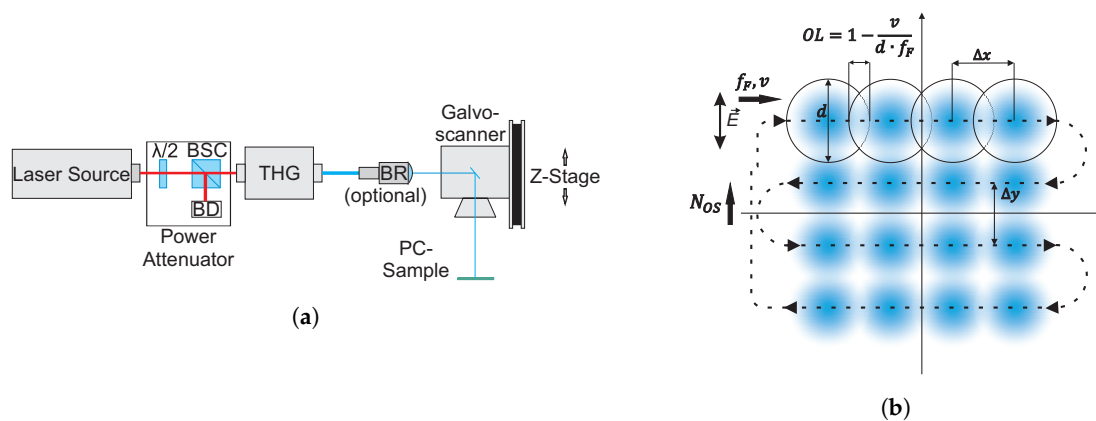 Laser Source
λ/2 BSC
BD
Power
Attenuator
THG
BR
(optional)
Galvo-
scanner
Z-Stage
PC-
Sample
(a)
OL = 1 − v / (d · f_F)
Δx
f_F, v
E⃗
d
N_OS
Δy
(b)